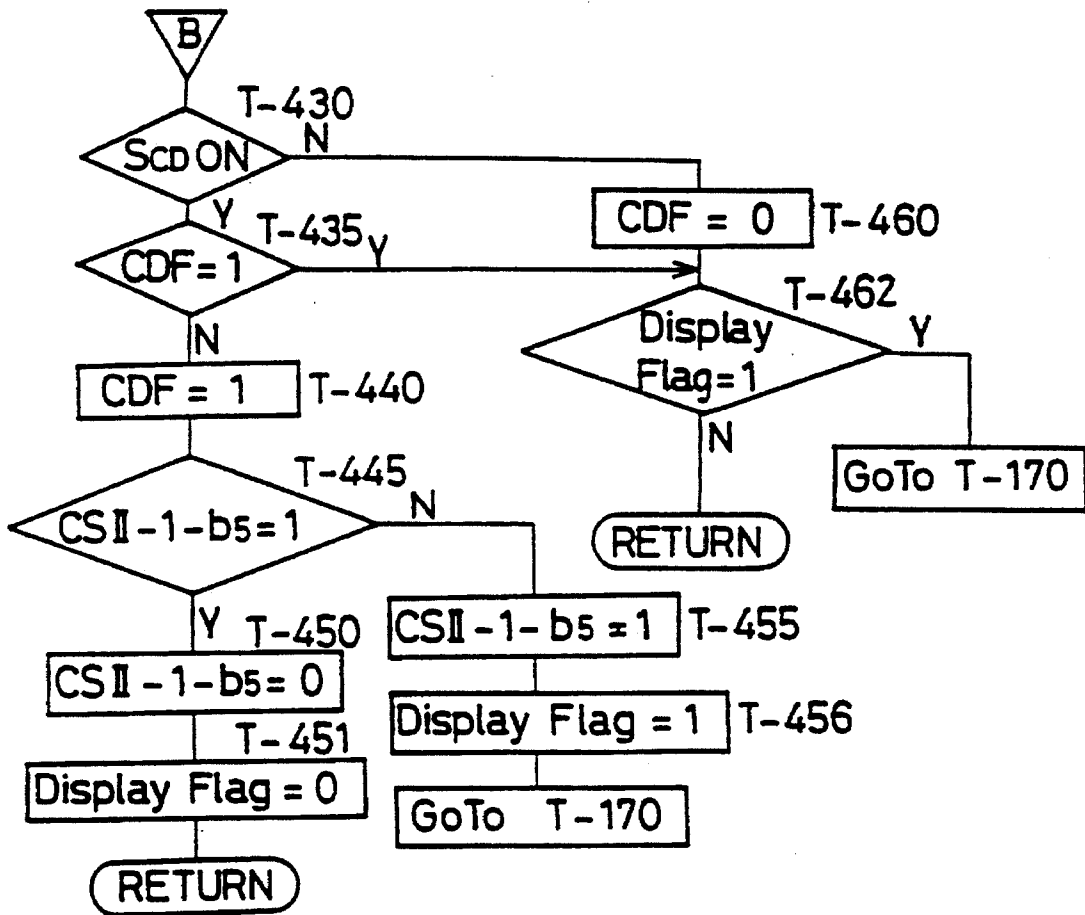 B
T-430
SCD ON
N
Y
CDF = 0
T-460
T-435
CDF = 1
Y
N
T-462
Display
Flag=1
Y
N
CDF = 1
T-440
GoTo T-170
T-445
CSⅡ-1-b5=1
N
RETURN
Y
T-450
CSⅡ-1-b5=1
T-455
CSⅡ-1-b5=0
Display Flag = 1
T-456
T-451
Display Flag = 0
GoTo T-170
RETURN